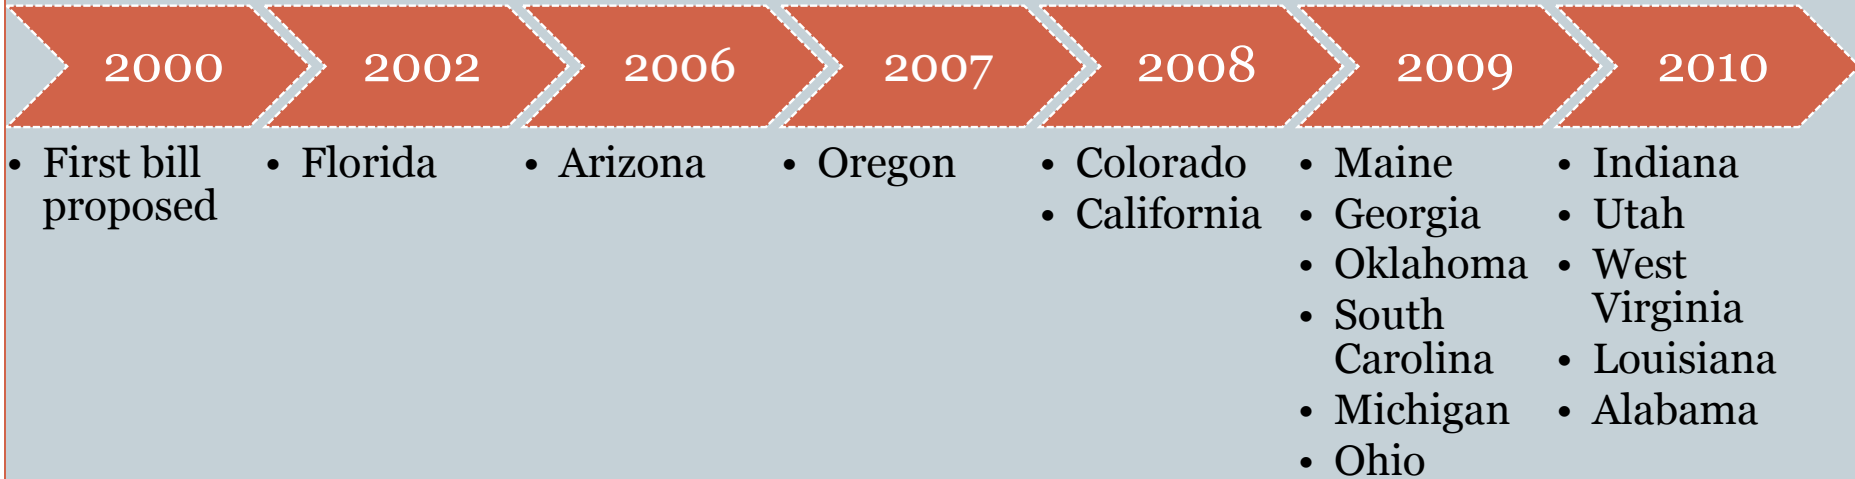 2000
2002
2006
2007
2008
2009
2010
• First bill
proposed
• Florida
• Arizona
• Oregon
• Colorado
• California
• Maine
• Georgia
• Oklahoma
• South
Carolina
• Michigan
• Ohio
• Indiana
• Utah
• West
Virginia
• Louisiana
• Alabama